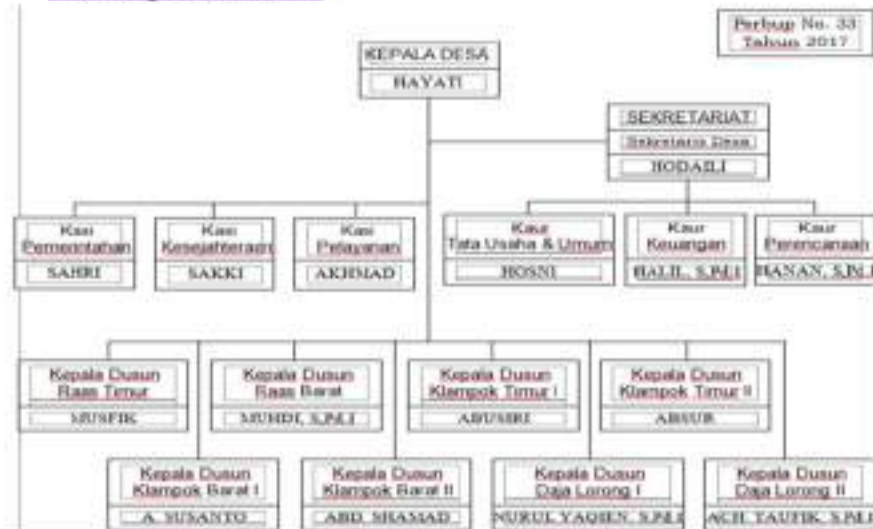 Perbup No. 33
Tahun 2017
KEPALA DESA
HAYATI
SEKRETARIAT
Sekretaris Desa
HODAILI
Kasi
Pemerintahan
SAHRI
Kasi
Kesejahteraan
SAKKI
Kasi
Pelayanan
AKHMAD
Kaur
Tata Usaha & Umum
HOSNI
Kaur
Keuangan
HALIL, S.Pd.I
Kaur
Perencanaan
HANAN, S.Pd.I
Kepala Dusun
Raas Timur
MUSFIK
Kepala Dusun
Raas Barat
MUHDI, S.Pd.I
Kepala Dusun
Klampok Timur I
ABUSIRI
Kepala Dusun
Klampok Timur II
ABSUR
Kepala Dusun
Klampok Barat I
A. SUSANTO
Kepala Dusun
Klampok Barat II
ABD. SHAMAD
Kepala Dusun
Daja Lorong I
NURUL YAQIEN, S.Pd.I
Kepala Dusun
Daja Lorong II
ACH. TAUFIK, S.Pd.I